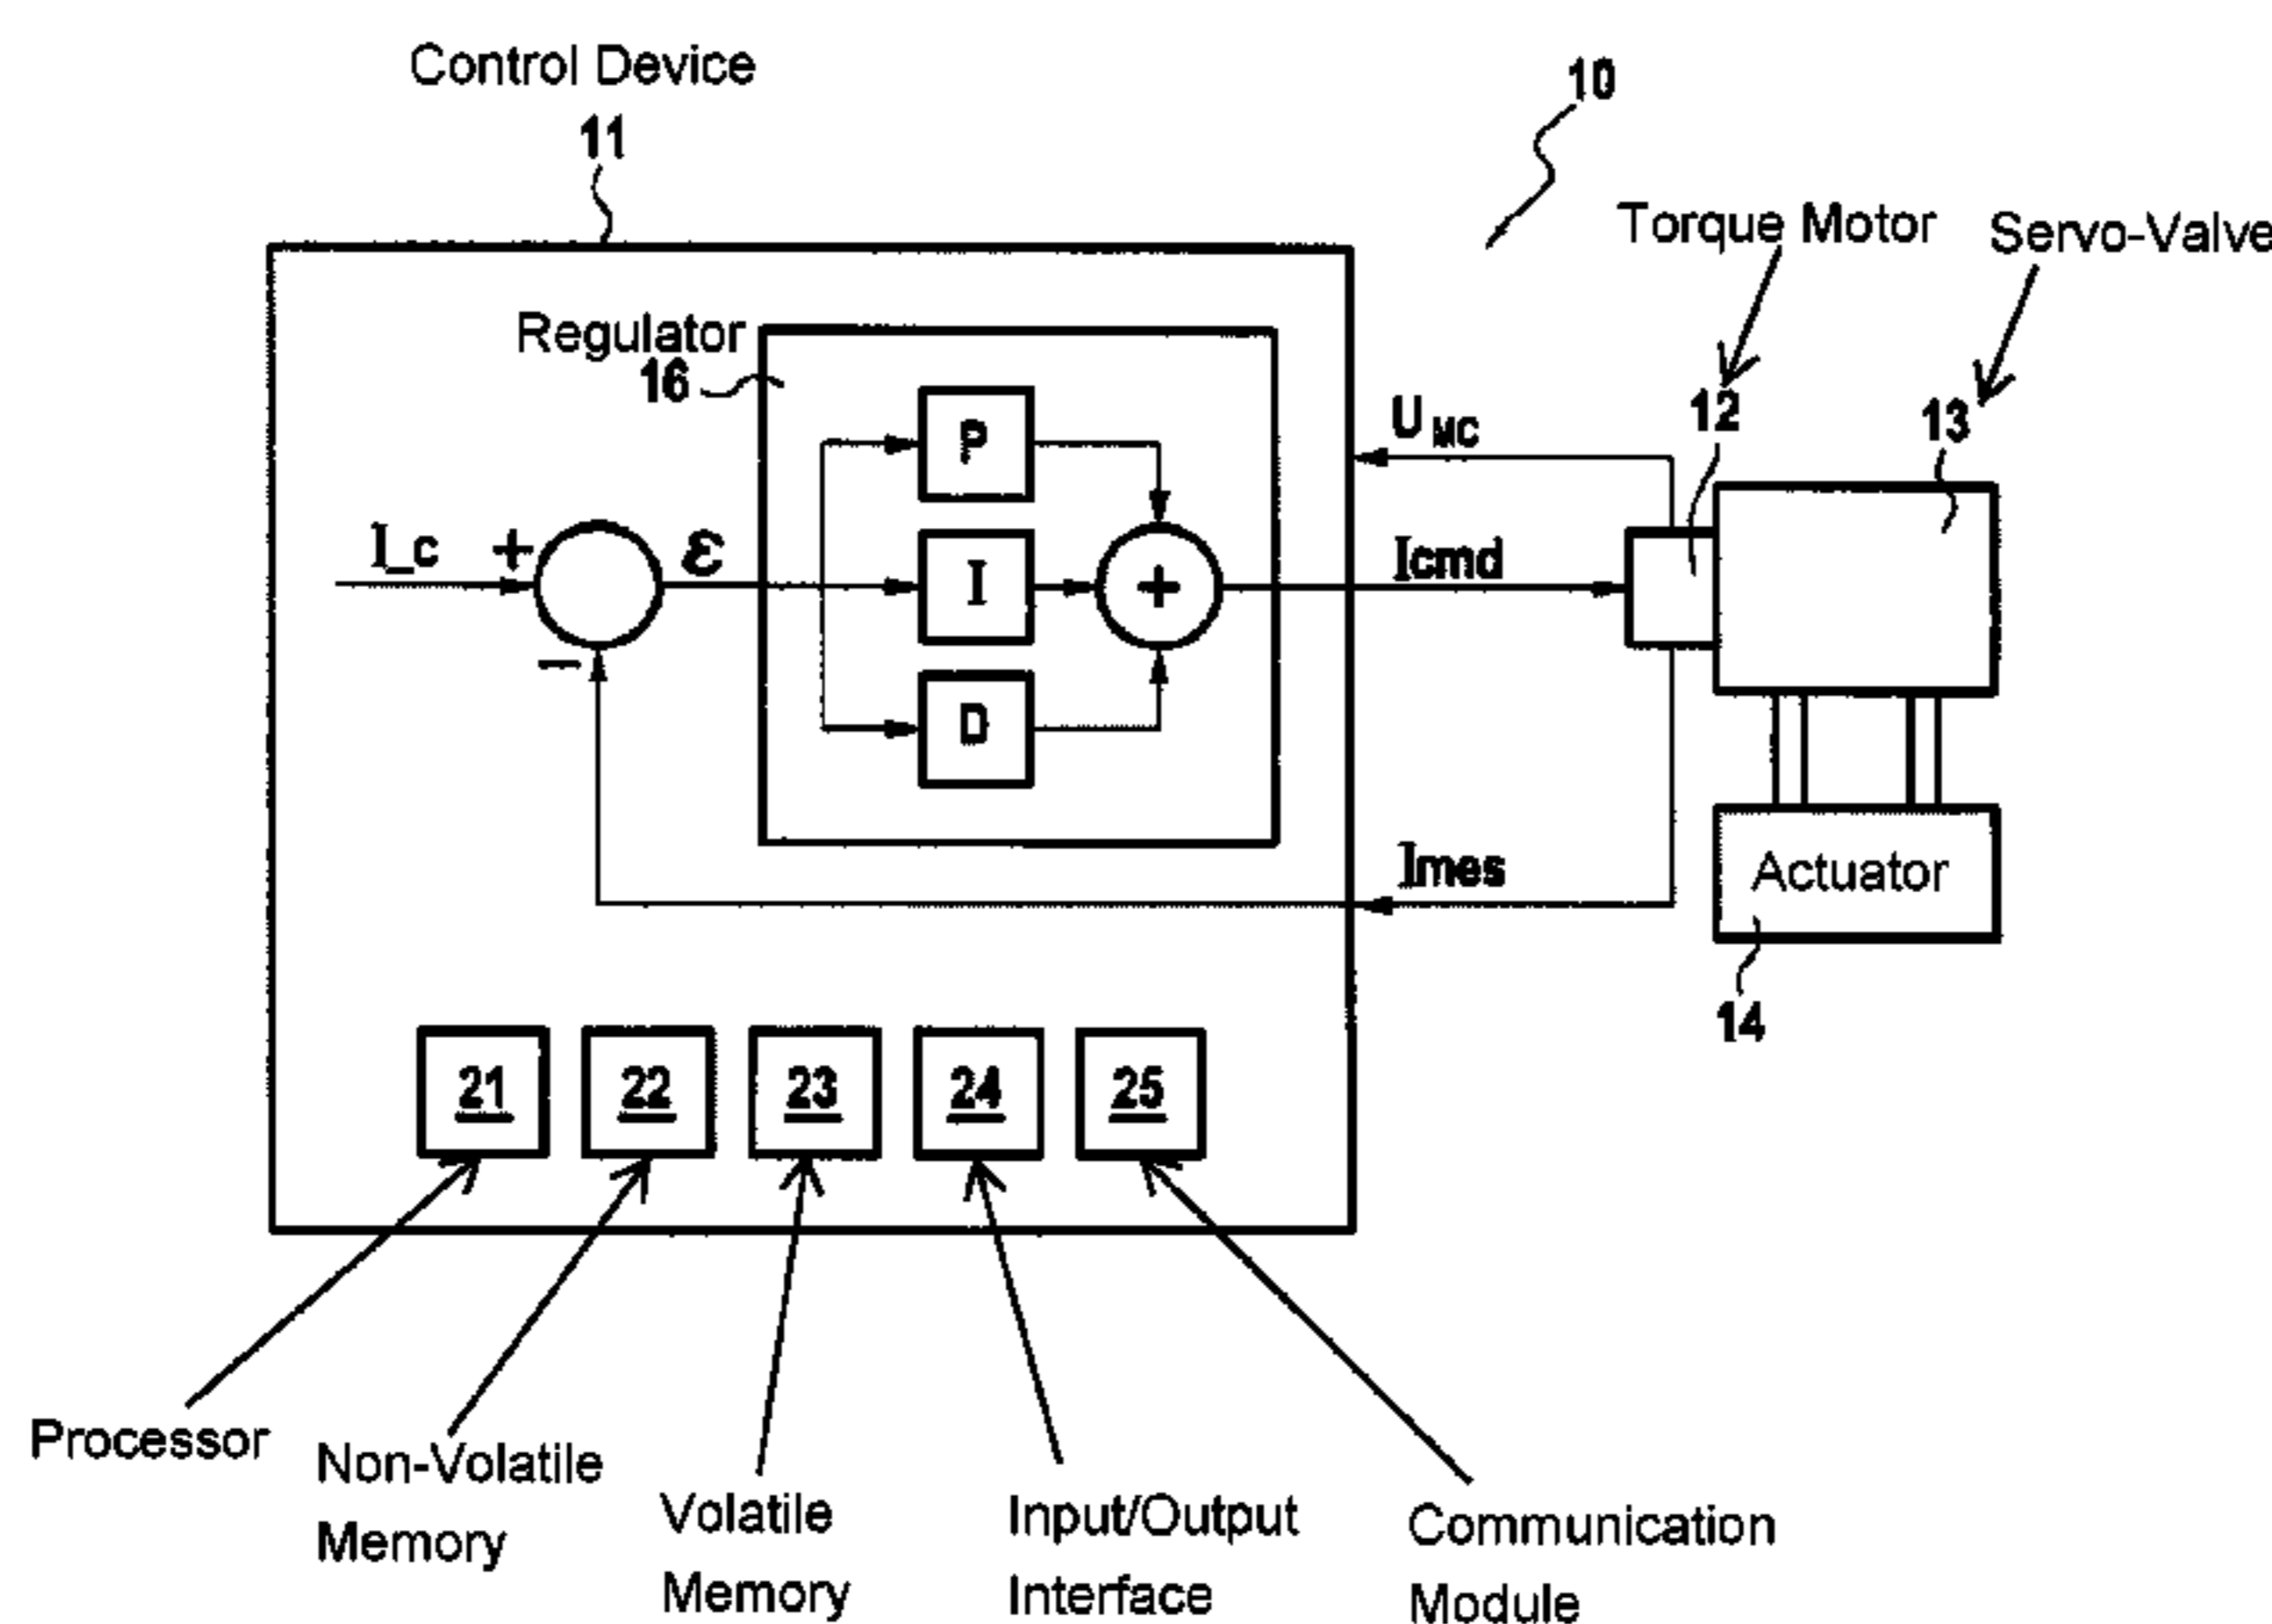 Control Device
11
10
Torque Motor
Servo-Valve
Regulator
16
12
13
P
U MC
I_c
+
ε
I
+
Icmd
−
D
Imes
Actuator
14
21
22
23
24
25
Processor
Non-Volatile
Memory
Volatile
Memory
Input/Output
Interface
Communication
Module